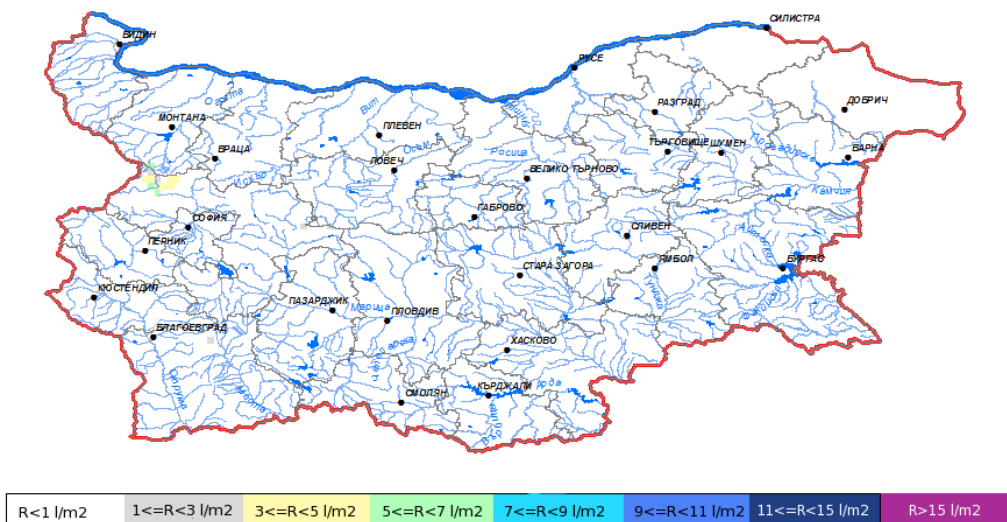 СИЛИСТРА
ВИДИН
РУСЕ
ДОБРИЧ
РАЗГРАД
Огоста
Вит
МОНТАНА
ПЛЕВЕН
ТЪРГОВИЩЕ
ШУМЕН
Провадийска
ВАРНА
ВРАЦА
ЛОВЕЧ
Осъм
Росица
Искър
ВЕЛИКО ТЪРНОВО
Камчия
ГАБРОВО
СОФИЯ
СЛИВЕН
ПЕРНИК
СТАРА ЗАГОРА
ЯМБОЛ
БУРГАС
Тунджа
КЮСТЕНДИЛ
ПАЗАРДЖИК
Марица
ПЛОВДИВ
БЛАГОЕВГРАД
ХАСКОВО
Струма
Места
СМОЛЯН
КЪРДЖАЛИ
R<1 l/m2
1<=R<3 l/m2
3<=R<5 l/m2
5<=R<7 l/m2
7<=R<9 l/m2
9<=R<11 l/m2
11<=R<15 l/m2
R>15 l/m2